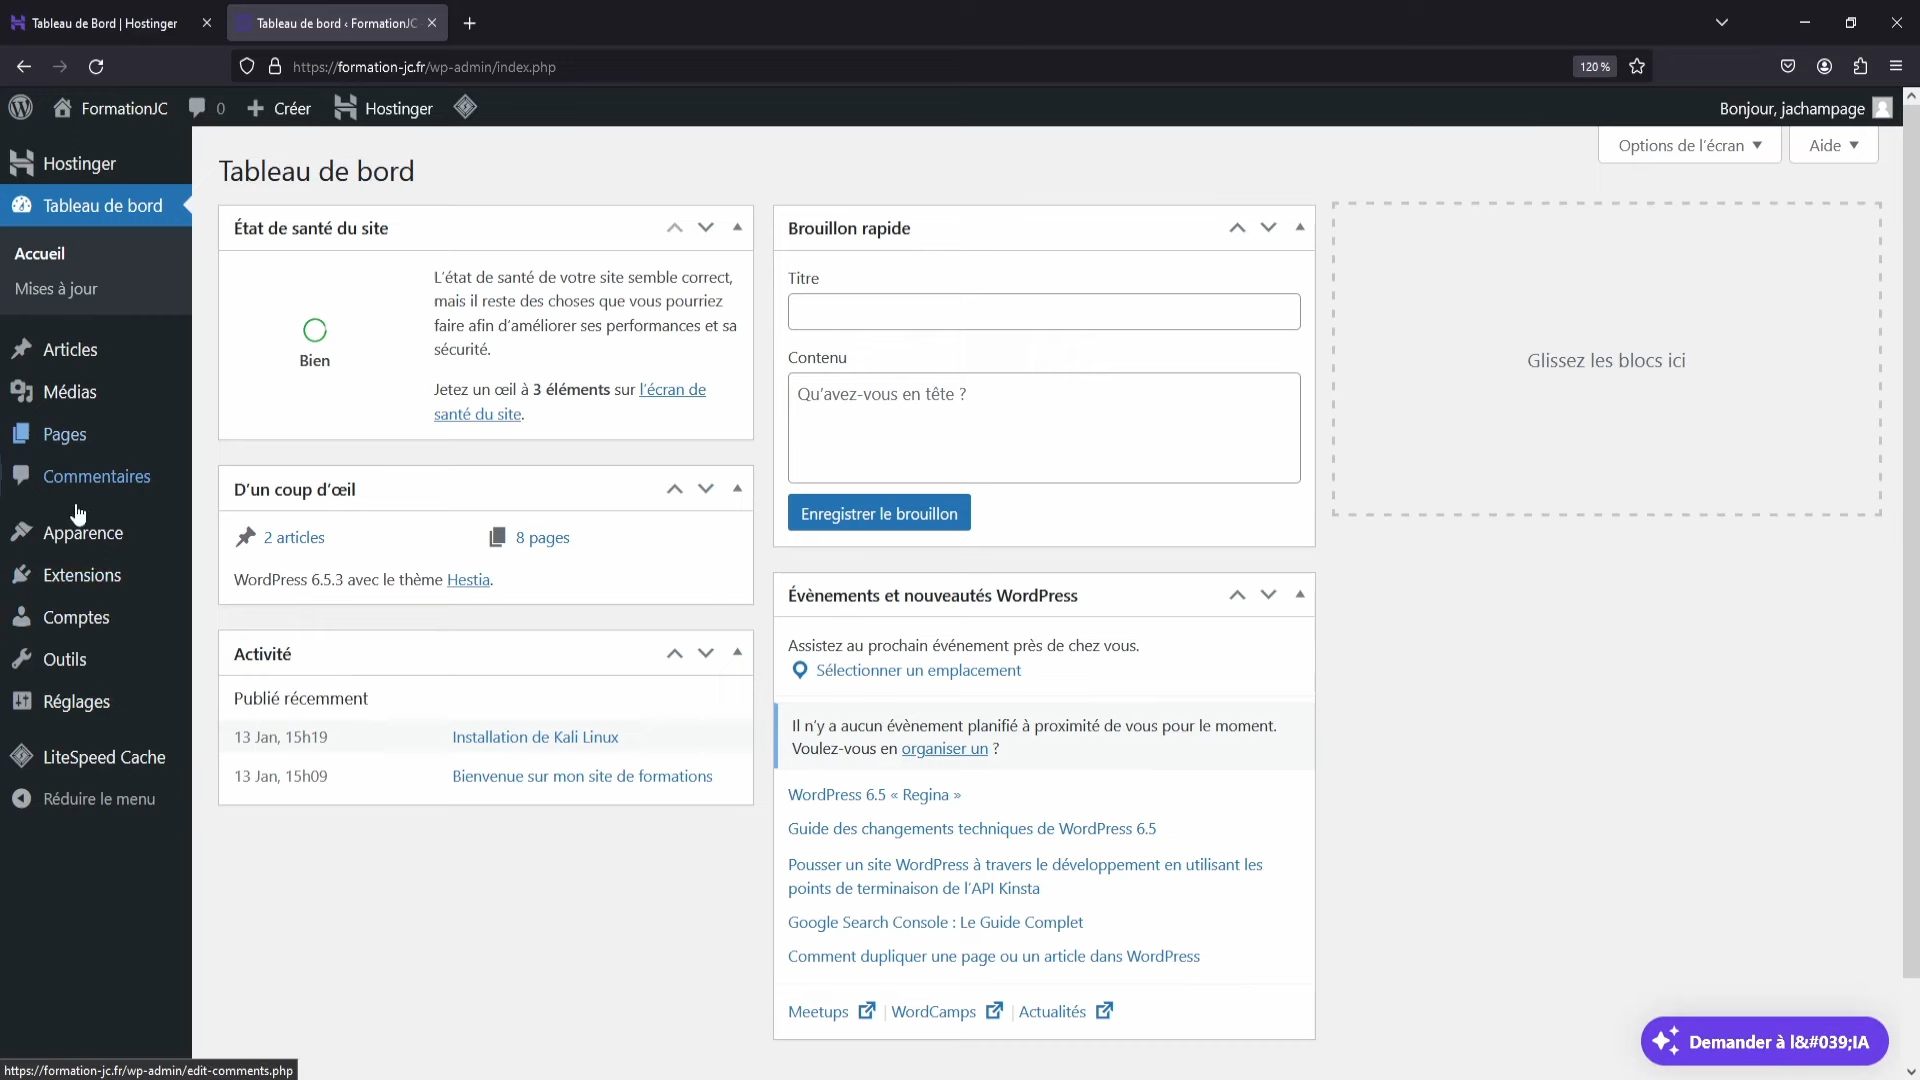 Tableau de Bord | Hostinger
Tableau de bord ‹ FormationJC
https://formation-jc.fr/wp-admin/index.php
120 %
FormationJC
0
Créer
Hostinger
Bonjour, jachampage
Hostinger
Tableau de bord
Accueil
Mises à jour
Articles
Médias
Pages
Commentaires
Apparence
Extensions
Comptes
Outils
Réglages
LiteSpeed Cache
Réduire le menu
https://formation-jc.fr/wp-admin/edit-comments.php
Options de l’écran
Aide
Tableau de bord
État de santé du site
Bien
L’état de santé de votre site semble correct,
mais il reste des choses que vous pourriez
faire afin d’améliorer ses performances et sa
sécurité.
Jetez un œil à 3 éléments sur l’écran de
santé du site.
D’un coup d’œil
2 articles
8 pages
WordPress 6.5.3 avec le thème Hestia.
Activité
Publié récemment
13 Jan, 15h19 Installation de Kali Linux
13 Jan, 15h09 Bienvenue sur mon site de formations
Brouillon rapide
Titre
Contenu
Qu’avez-vous en tête ?
Enregistrer le brouillon
Évènements et nouveautés WordPress
Assistez au prochain événement près de chez vous.
Sélectionner un emplacement
Il n’y a aucun évènement planifié à proximité de vous pour le moment.
Voulez-vous en organiser un ?
WordPress 6.5 « Regina »
Guide des changements techniques de WordPress 6.5
Pousser un site WordPress à travers le développement en utilisant les
points de terminaison de l’API Kinsta
Google Search Console : Le Guide Complet
Comment dupliquer une page ou un article dans WordPress
Meetups | WordCamps | Actualités
Glissez les blocs ici
Demander à l&#039;IA